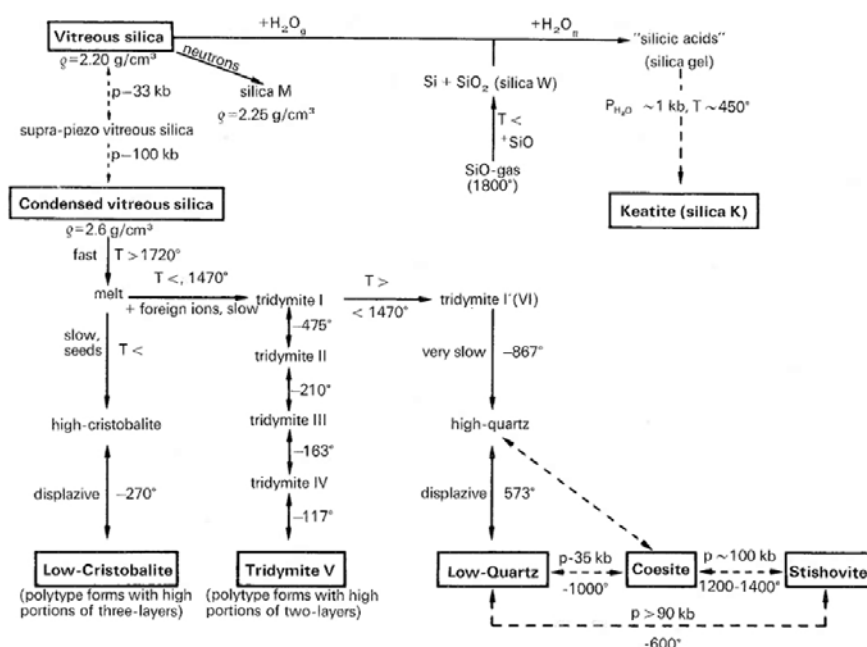 +H₂Og
+H₂Ofl
Vitreous silica
"silicic acids"
(silica gel)
neutrons
ϱ=2.20 g/cm³
silica M
ϱ=2.25 g/cm³
Si + SiO₂ (silica W)
p–33 kb
T <
+SiO
P_H₂O ~1 kb, T~450°
supra-piezo vitreous silica
p–100 kb
SiO-gas
(1800°)
Condensed vitreous silica
Keatite (silica K)
ϱ=2.6 g/cm³
fast T > 1720°
T <, 1470°
T >
melt
tridymite I
tridymite I'(VI)
+ foreign ions, slow
< 1470°
–475°
slow,
seeds T <
tridymite II
very slow –867°
–210°
high-cristobalite
tridymite III
high-quartz
–163°
tridymite IV
displazive –270°
displazive 573°
–117°
Low-Cristobalite
Tridymite V
Low-Quartz
p-35 kb
-1000°
Coesite
p ~ 100 kb
1200-1400°
Stishovite
(polytype forms with high
portions of three-layers)
(polytype forms with high
portions of two-layers)
p > 90 kb
-600°